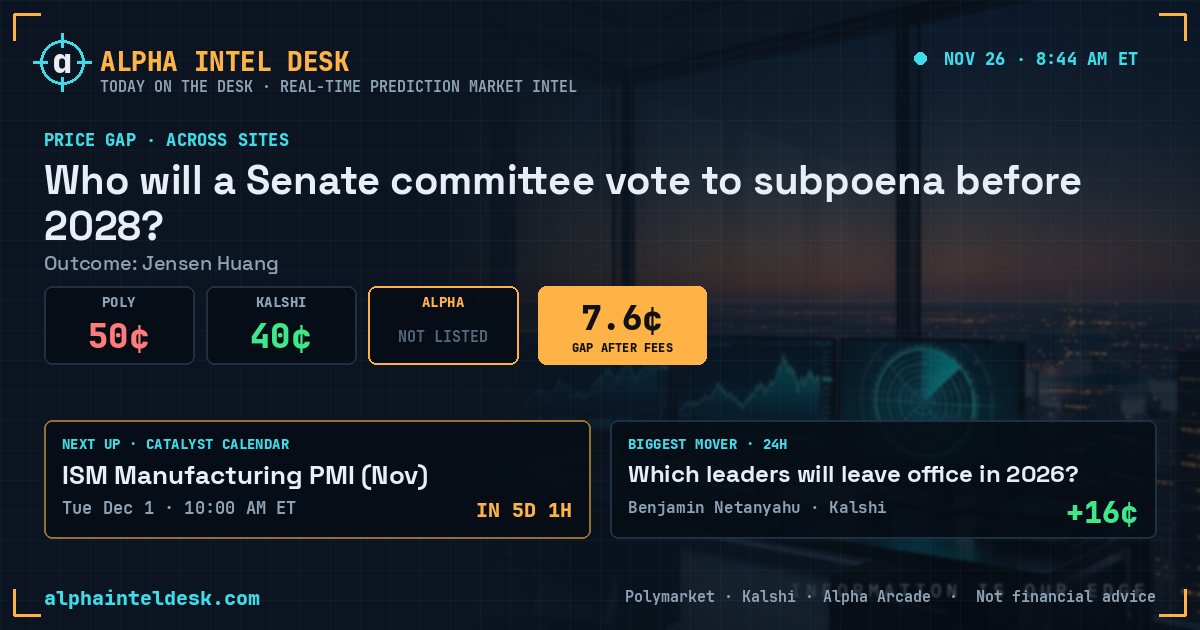 α
ALPHA INTEL DESK
TODAY ON THE DESK · REAL-TIME PREDICTION MARKET INTEL
NOV 26 · 8:44 AM ET
PRICE GAP · ACROSS SITES
Who will a Senate committee vote to subpoena before
2028?
Outcome: Jensen Huang
POLY
50¢
KALSHI
40¢
ALPHA
NOT LISTED
7.6¢
GAP AFTER FEES
NEXT UP · CATALYST CALENDAR
ISM Manufacturing PMI (Nov)
Tue Dec 1 · 10:00 AM ET
IN 5D 1H
BIGGEST MOVER · 24H
Which leaders will leave office in 2026?
Benjamin Netanyahu · Kalshi
+16¢
INFORMATION IS OUR EDGE
alphainteldesk.com
Polymarket · Kalshi · Alpha Arcade · Not financial advice